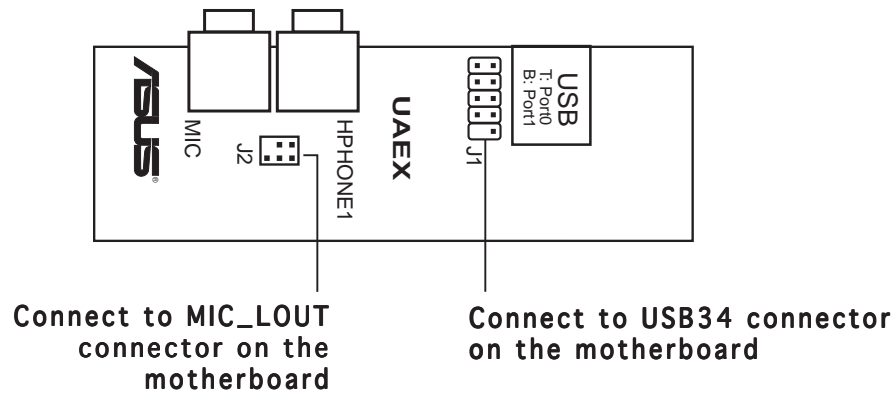 ASUS®
MIC
J2
HPHONE1
UAEX
J1
USB
T: Port0
B: Port1
Connect to MIC_LOUT
connector on the
motherboard
Connect to USB34 connector
on the motherboard